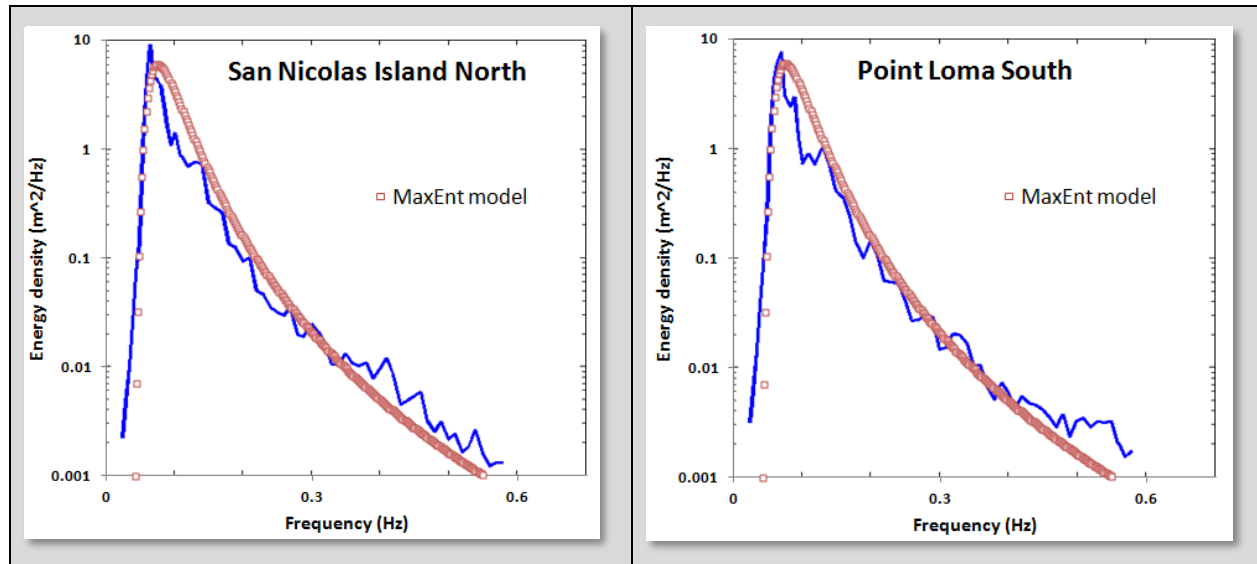 San Nicolas Island North
10
1
0.1
0.01
0.001
Energy density (m^2/Hz)
MaxEnt model
0
0.3
0.6
Frequency (Hz)
Point Loma South
10
1
0.1
0.01
0.001
Energy density (m^2/Hz)
MaxEnt model
0
0.3
0.6
Frequency (Hz)